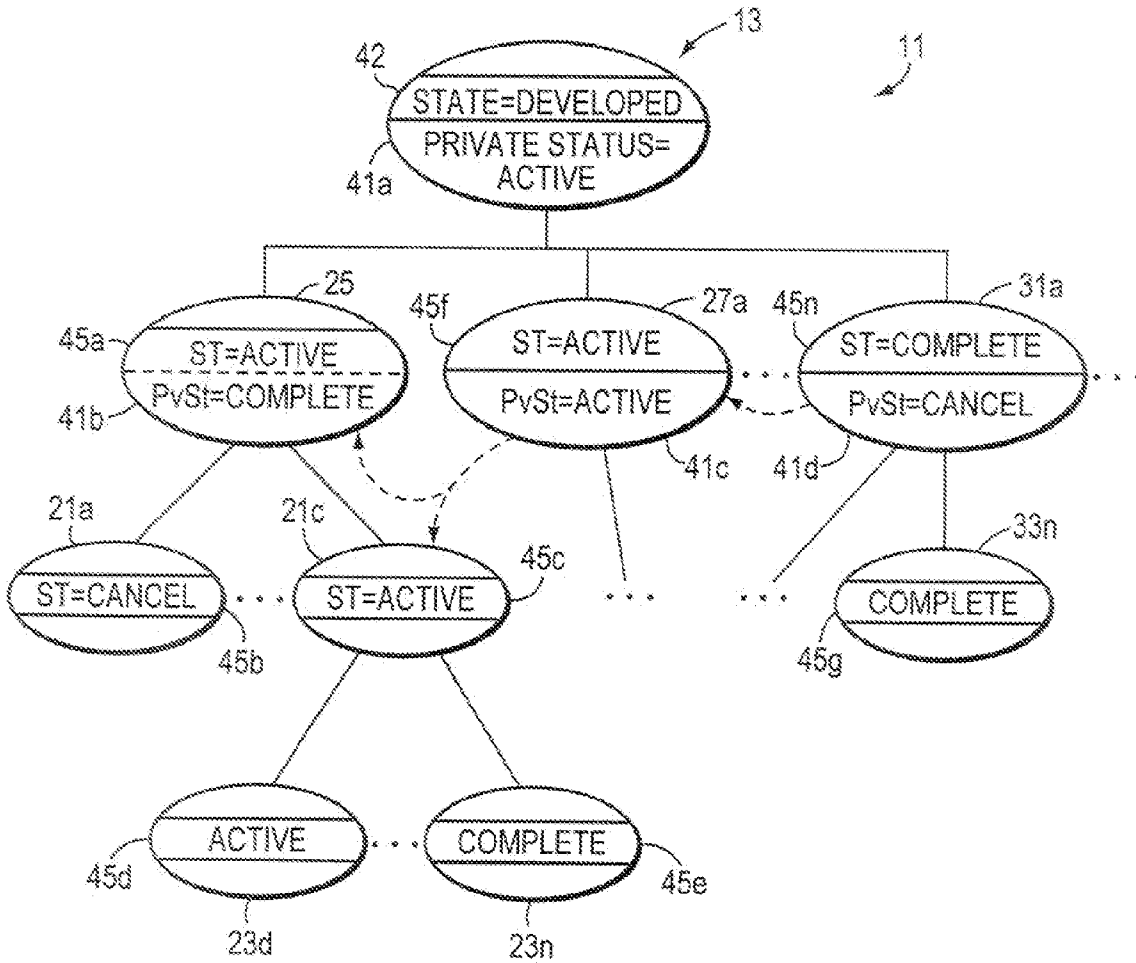 13
11
42
STATE=DEVELOPED
PRIVATE STATUS=
ACTIVE
41a
25
45f
27a
45n
31a
45a
ST=ACTIVE
ST=ACTIVE
ST=COMPLETE
PvSt=COMPLETE
PvSt=ACTIVE
PvSt=CANCEL
41b
41c
41d
21a
21c
45c
33n
ST=CANCEL
ST=ACTIVE
COMPLETE
45b
45g
ACTIVE
COMPLETE
45d
45e
23d
23n